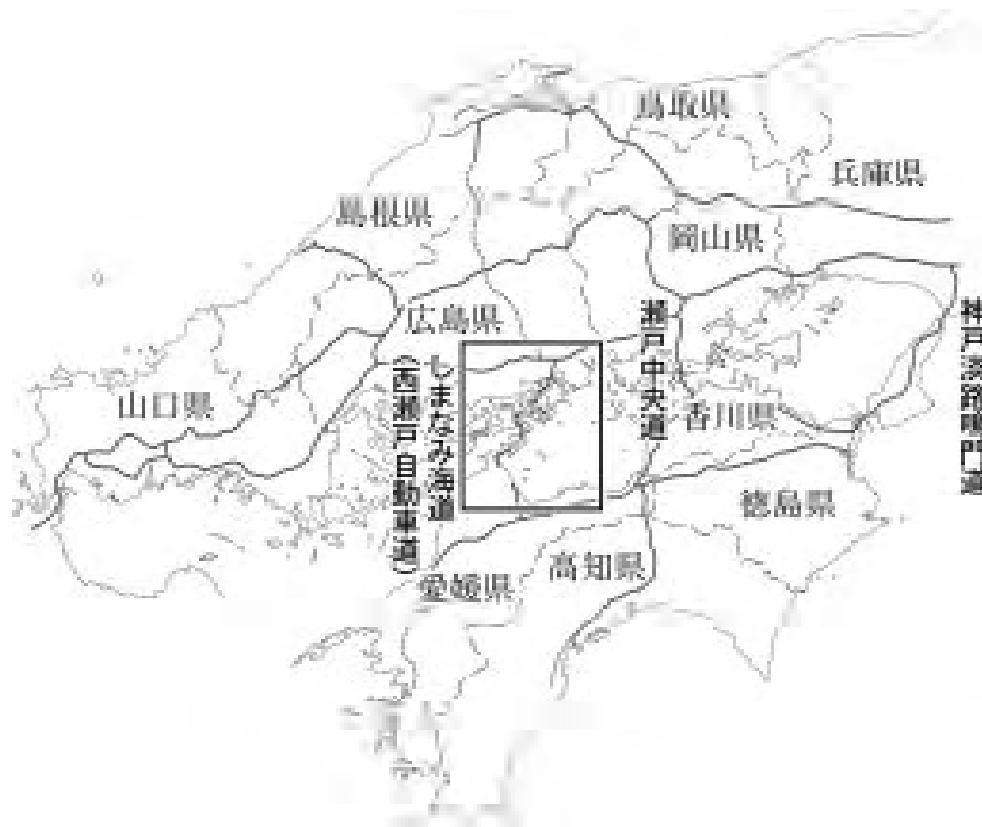 鳥取県
兵庫県
島根県
岡山県
広島県
瀬戸中央道
神戸淡路鳴門道
しまなみ海道
(西瀬戸自動車道)
山口県
香川県
徳島県
高知県
愛媛県